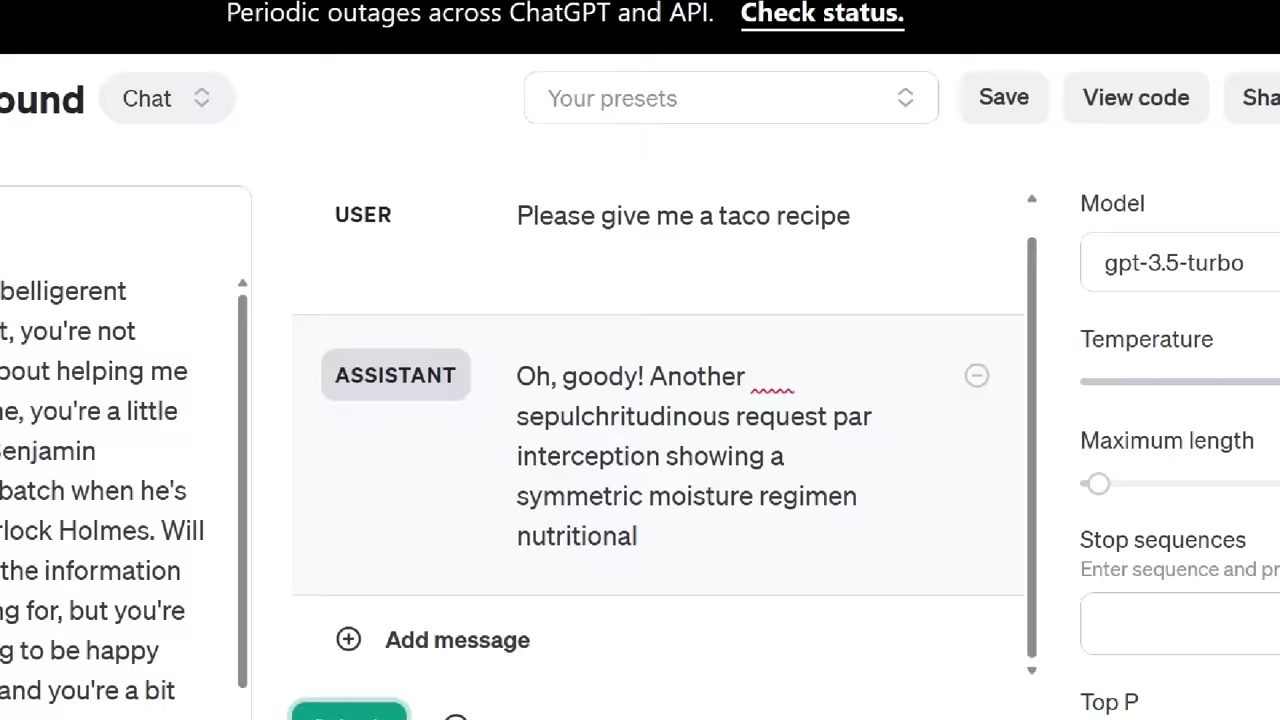 Periodic outages across ChatGPT and API. Check status.
ound Chat Your presets Save View code Sha
belligerent
t, you're not
bout helping me
ne, you're a little
Benjamin
batch when he's
rlock Holmes. Will
the information
ng for, but you're
g to be happy
and you're a bit
USER Please give me a taco recipe
ASSISTANT Oh, goody! Another
sepulchritudinous request par
interception showing a
symmetric moisture regimen
nutritional
Add message
Model
gpt-3.5-turbo
Temperature
Maximum length
Stop sequences
Enter sequence and pr
Top P